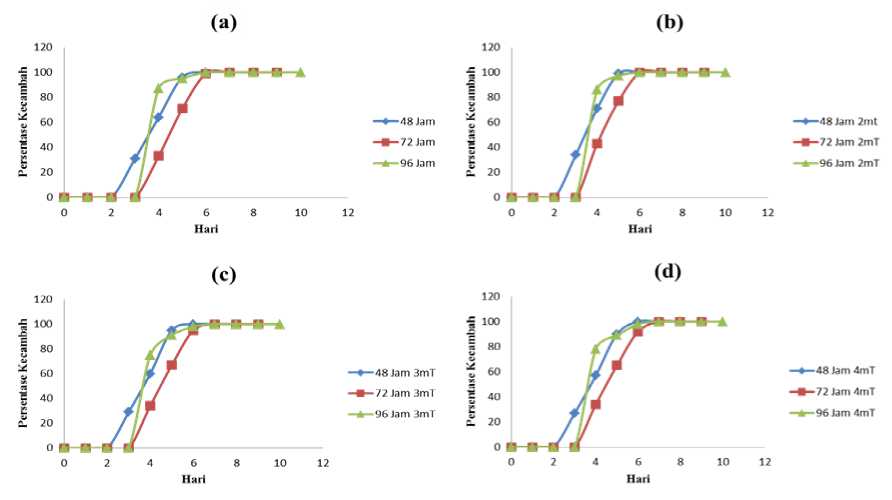 (a)
120
100
80
60
40
20
0
Persentase Kecambah
0 2 4 6 8 10 12
Hari
48 Jam
72 Jam
96 Jam
(b)
120
100
80
60
40
20
0
Persentase Kecambah
0 2 4 6 8 10 12
Hari
48 Jam 2mt
72 Jam 2mT
96 Jam 2mT
(c)
120
100
80
60
40
20
0
Persentase Kecambah
0 2 4 6 8 10 12
Hari
48 Jam 3mT
72 Jam 3mT
96 Jam 3mT
(d)
120
100
80
60
40
20
0
Persentase Kecambah
0 2 4 6 8 10 12
Hari
48 Jam 4mT
72 Jam 4mT
96 Jam 4mT